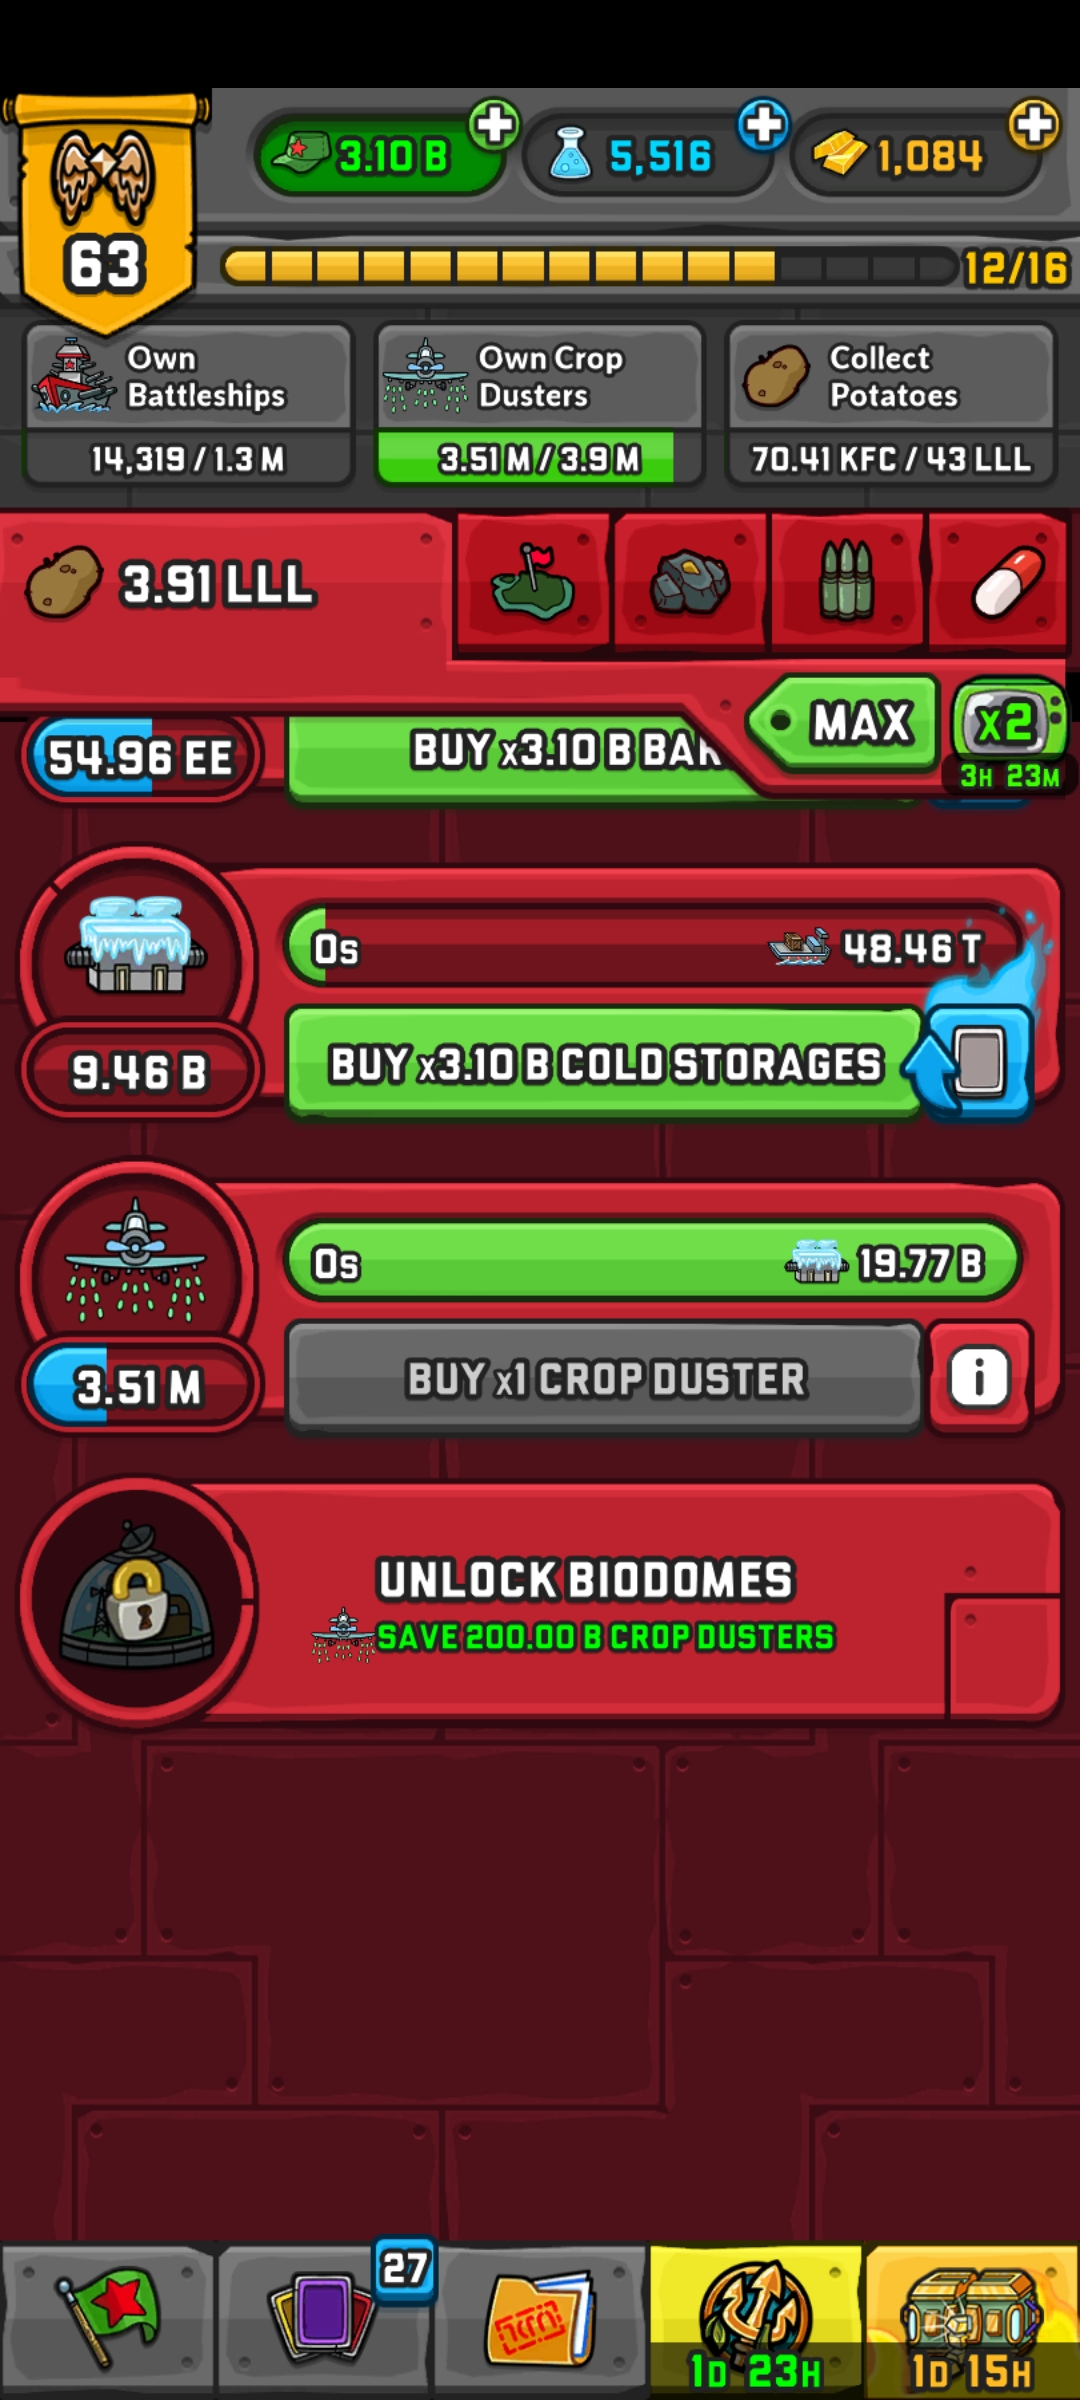 3.10 B
5,516
1,084
63
12/16
Own
Battleships
14,319 / 1.3 M
Own Crop
Dusters
3.51 M / 3.9 M
Collect
Potatoes
70.41 KFC / 43 LLL
3.91 LLL
MAX
x2
3H 23M
54.96 EE
BUY x3.10 B BAR
0s
48.46 T
9.46 B
BUY x3.10 B COLD STORAGES
0s
19.77 B
3.51 M
BUY x1 CROP DUSTER
i
UNLOCK BIODOMES
SAVE 200.00 B CROP DUSTERS
27
1D 23H
1D 15H